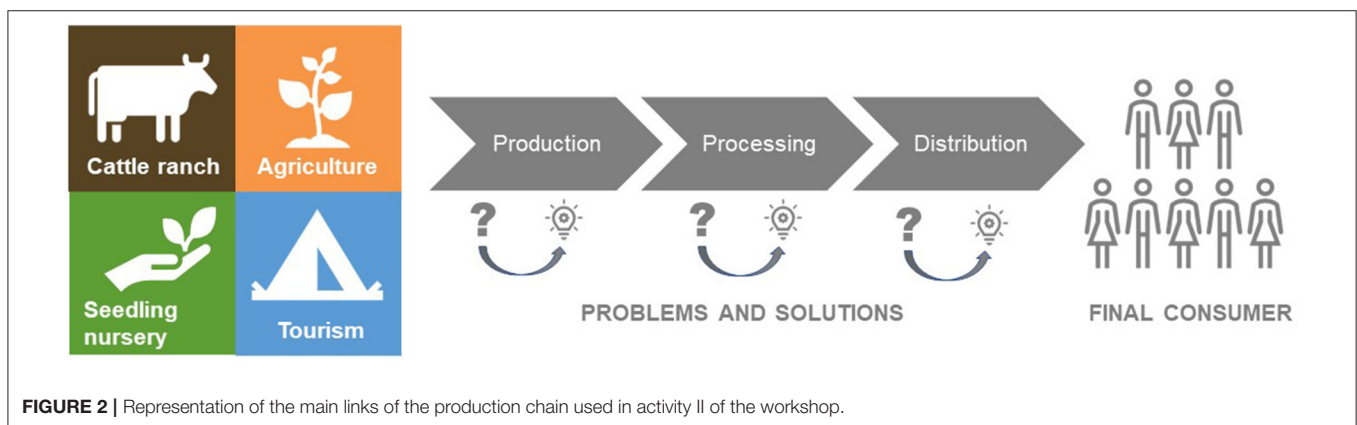 Cattle ranch
Agriculture
Seedling
nursery
Tourism
Production
Processing
Distribution
?
?
?
PROBLEMS AND SOLUTIONS
FINAL CONSUMER
FIGURE 2 | Representation of the main links of the production chain used in activity II of the workshop.